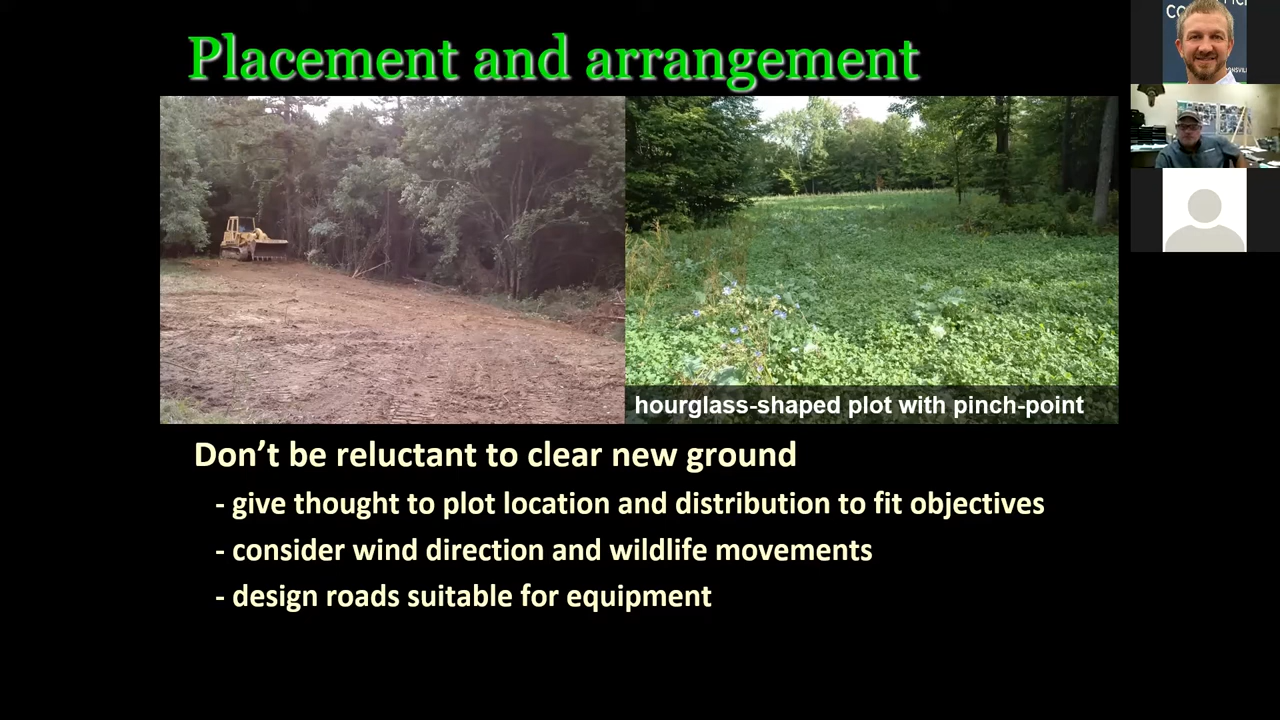 Placement and arrangement
hourglass-shaped plot with pinch-point
Don't be reluctant to clear new ground
- give thought to plot location and distribution to fit objectives
- consider wind direction and wildlife movements
- design roads suitable for equipment